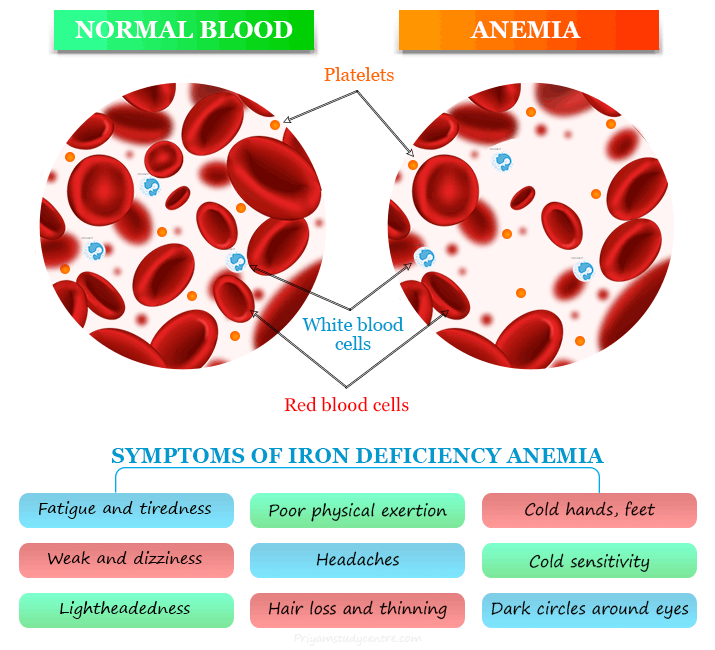 NORMAL BLOOD
ANEMIA
Platelets
White blood
cells
Red blood cells
SYMPTOMS OF IRON DEFICIENCY ANEMIA
Fatigue and tiredness
Poor physical exertion
Cold hands, feet
Weak and dizziness
Headaches
Cold sensitivity
Lightheadedness
Hair loss and thinning
Dark circles around eyes
Priyamstudycentre.com